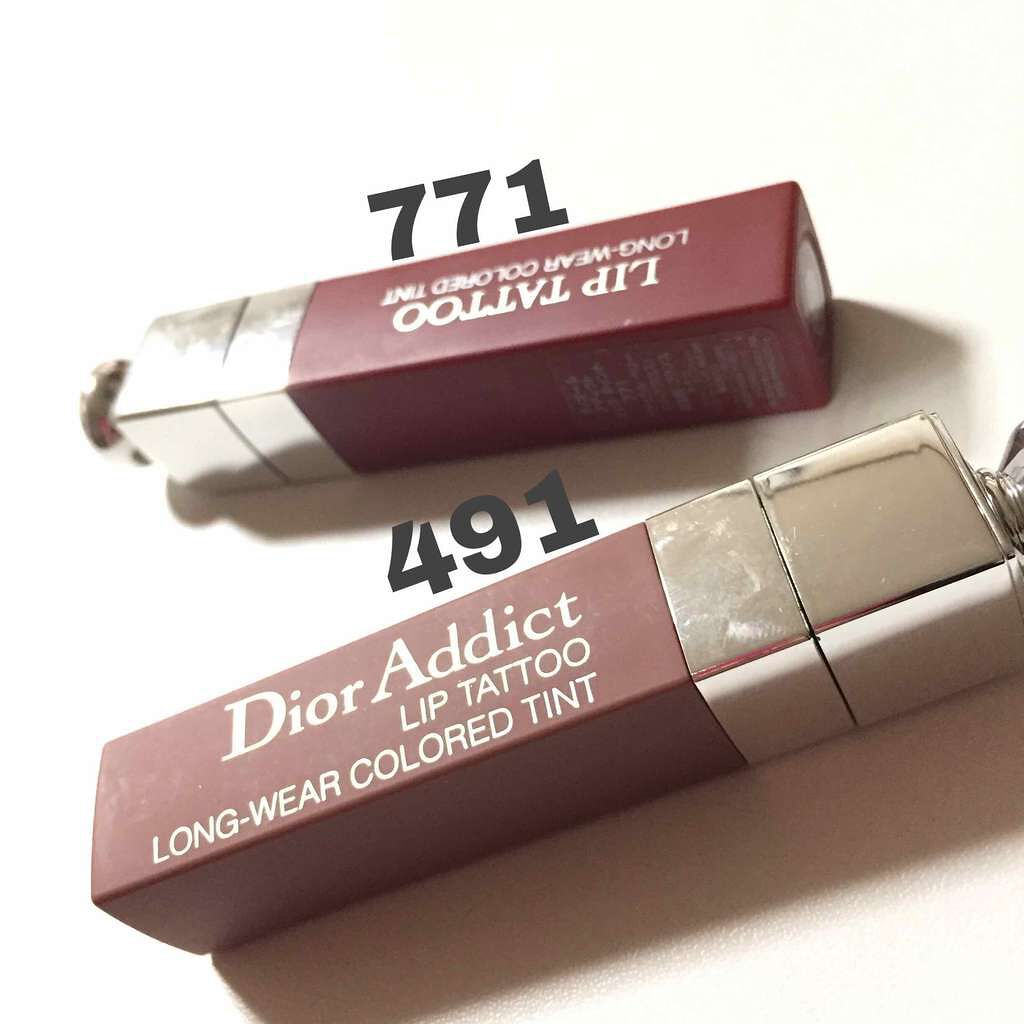 771
LIP TATTOO
LONG-WEAR COLORED TINT
491
Dior Addict
LIP TATTOO
LONG-WEAR COLORED TINT